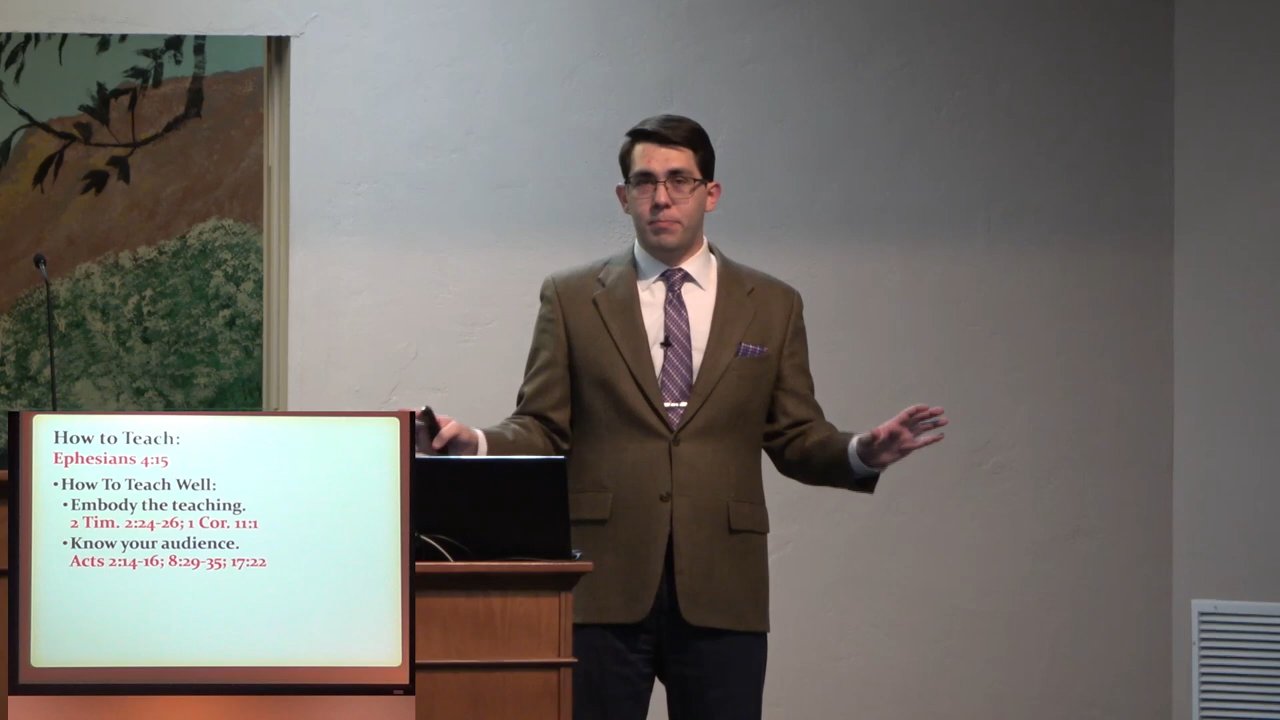 How to Teach:
Ephesians 4:15
•How To Teach Well:
•Embody the teaching.
2 Tim. 2:24-26; 1 Cor. 11:1
•Know your audience.
Acts 2:14-16; 8:29-35; 17:22